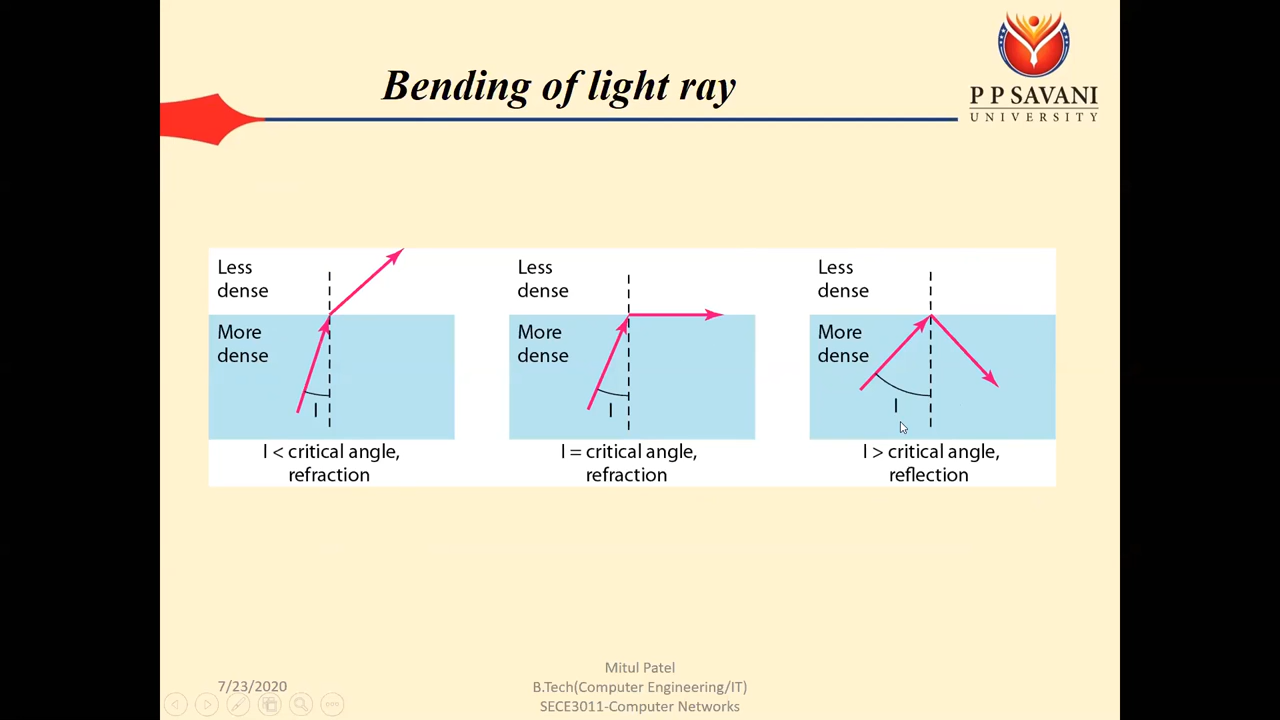 Bending of light ray
P P SAVANI
UNIVERSITY
Less
dense
More
dense
I
I < critical angle,
refraction
Less
dense
More
dense
I
I = critical angle,
refraction
Less
dense
More
dense
I
I > critical angle,
reflection
7/23/2020
Mitul Patel
B.Tech(Computer Engineering/IT)
SECE3011-Computer Networks